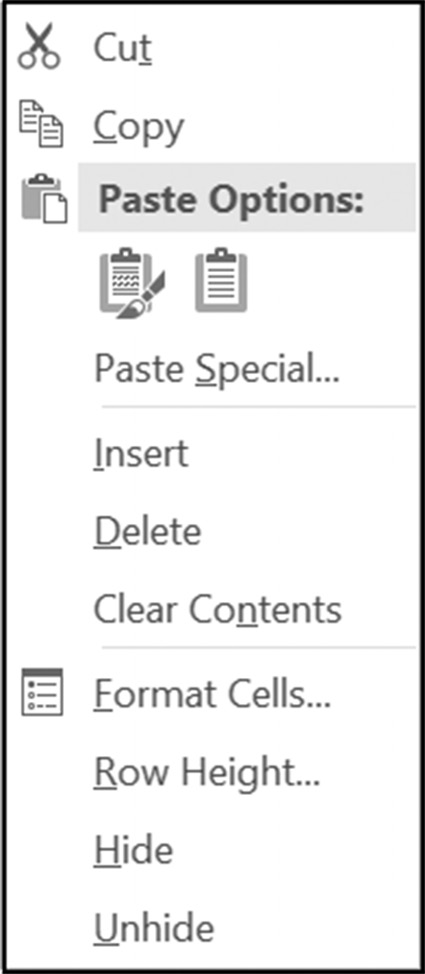 Cut
Copy
Paste Options:
Paste Special...
Insert
Delete
Clear Contents
Format Cells...
Row Height...
Hide
Unhide